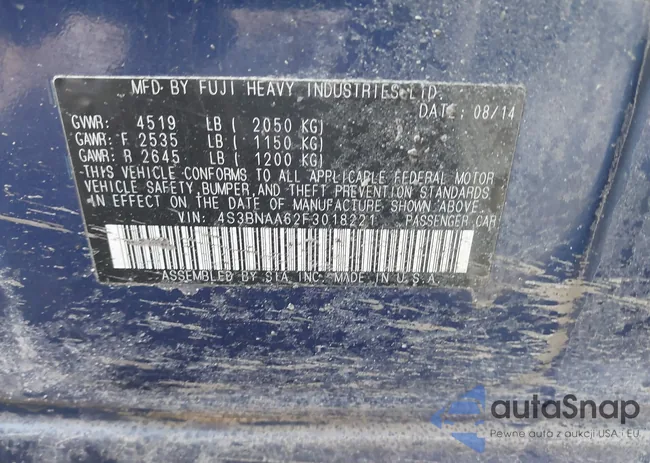 MFD. BY FUJI HEAVY INDUSTRIES LTD.
DATE: 08/14
GVWR: 4519 LB ( 2050 KG)
GAWR: F 2535 LB ( 1150 KG)
GAWR: R 2645 LB ( 1200 KG)
THIS VEHICLE CONFORMS TO ALL APPLICABLE FEDERAL MOTOR
VEHICLE SAFETY, BUMPER, AND THEFT PREVENTION STANDARDS
IN EFFECT ON THE DATE OF MANUFACTURE SHOWN ABOVE.
VIN: 4S3BNAA62F3018221 PASSENGER CAR
ASSEMBLED BY SIA, INC. MADE IN U.S.A.
autaSnap
Pewne auta z aukcji USA i EU